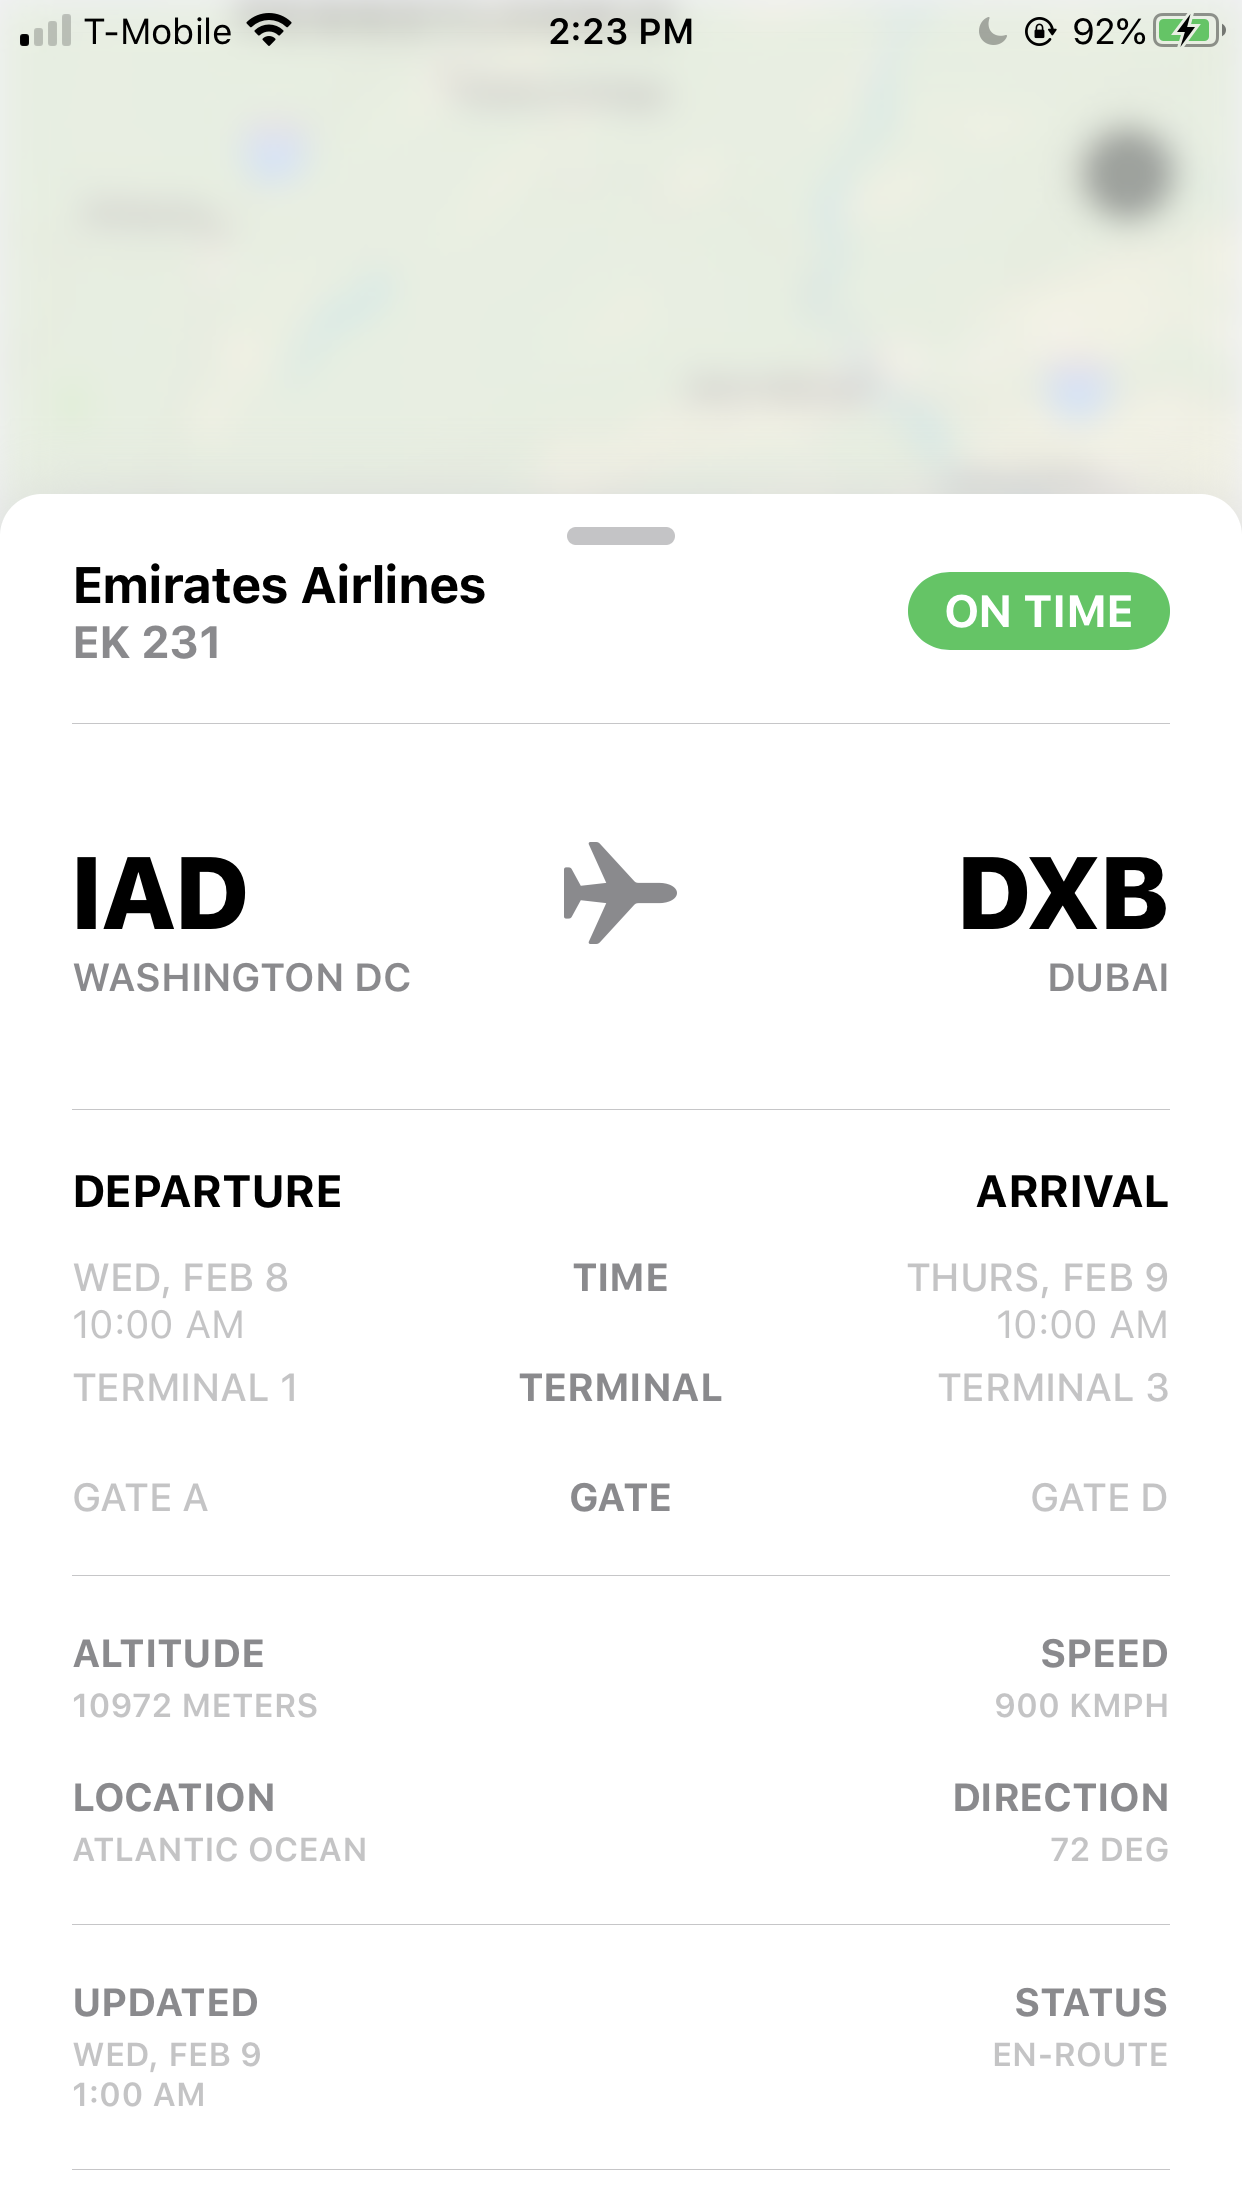 T-Mobile 2:23 PM 92%
Emirates Airlines
EK 231
ON TIME
IAD DXB
WASHINGTON DC DUBAI
DEPARTURE ARRIVAL
WED, FEB 8 TIME THURS, FEB 9
10:00 AM 10:00 AM
TERMINAL 1 TERMINAL TERMINAL 3
GATE A GATE GATE D
ALTITUDE SPEED
10972 METERS 900 KMPH
LOCATION DIRECTION
ATLANTIC OCEAN 72 DEG
UPDATED STATUS
WED, FEB 9 EN-ROUTE
1:00 AM